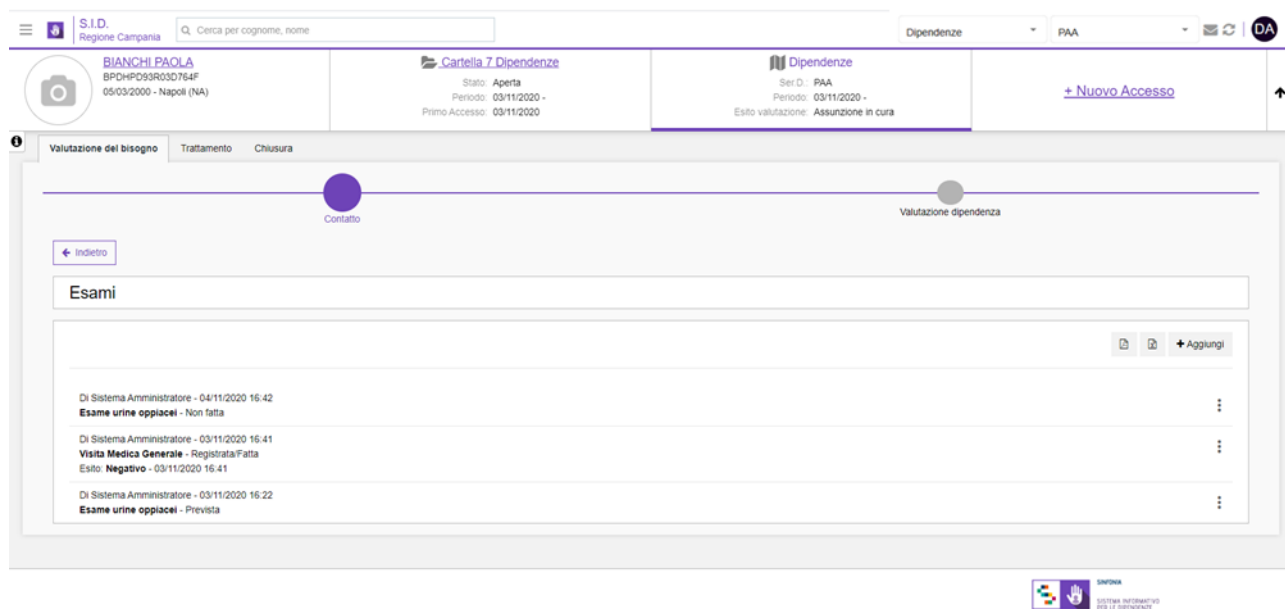 S.I.D.
Regione Campania
Cerca per cognome, nome
Dipendenze
PAA
DA
BIANCHI PAOLA
BPDHPD93R03D764F
05/03/2000 - Napoli (NA)
Cartella 7 Dipendenze
Stato: Aperta
Periodo: 03/11/2020 -
Primo Accesso: 03/11/2020
Dipendenze
Ser.D.: PAA
Periodo: 03/11/2020 -
Esito valutazione: Assunzione in cura
+ Nuovo Accesso
Valutazione del bisogno Trattamento Chiusura
Contatto
Valutazione dipendenza
Indietro
Esami
+ Aggiungi
Di Sistema Amministratore - 04/11/2020 16:42
Esame urine oppiacei - Non fatta
Di Sistema Amministratore - 03/11/2020 16:41
Visita Medica Generale - Registrata/Fatta
Esito: Negativo - 03/11/2020 16:41
Di Sistema Amministratore - 03/11/2020 16:22
Esame urine oppiacei - Prevista
SINFONIA
SISTEMA INFORMATIVO
PER LE DIPENDENZE